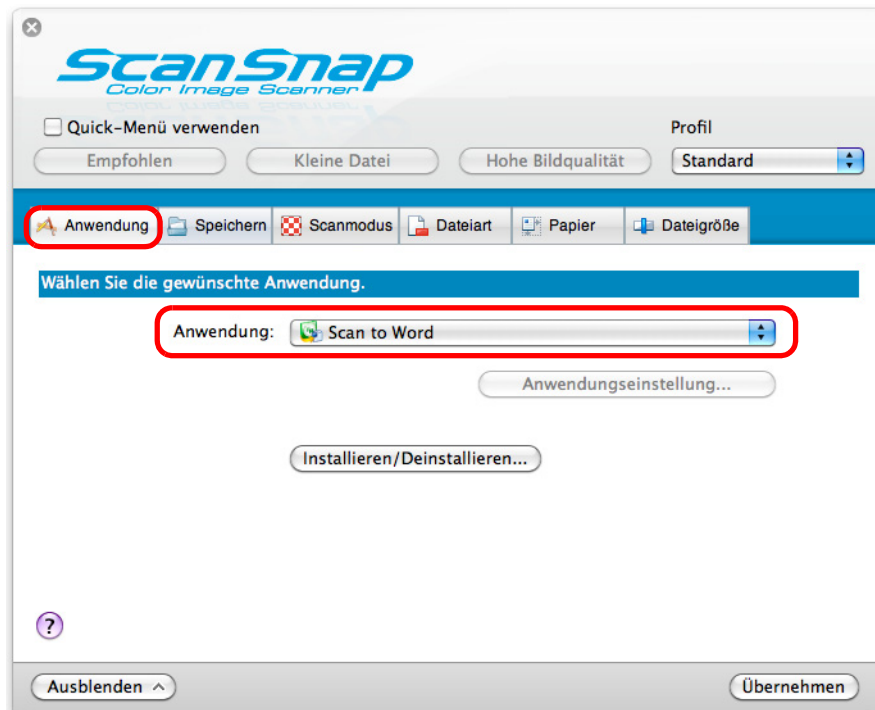 ScanSnap
Color Image Scanner
Quick-Menü verwenden
Profil
Empfohlen
Kleine Datei
Hohe Bildqualität
Standard
Anwendung
Speichern
Scanmodus
Dateiart
Papier
Dateigröße
Wählen Sie die gewünschte Anwendung.
Anwendung: Scan to Word
Anwendungseinstellung...
Installieren/Deinstallieren...
?
Ausblenden
Übernehmen